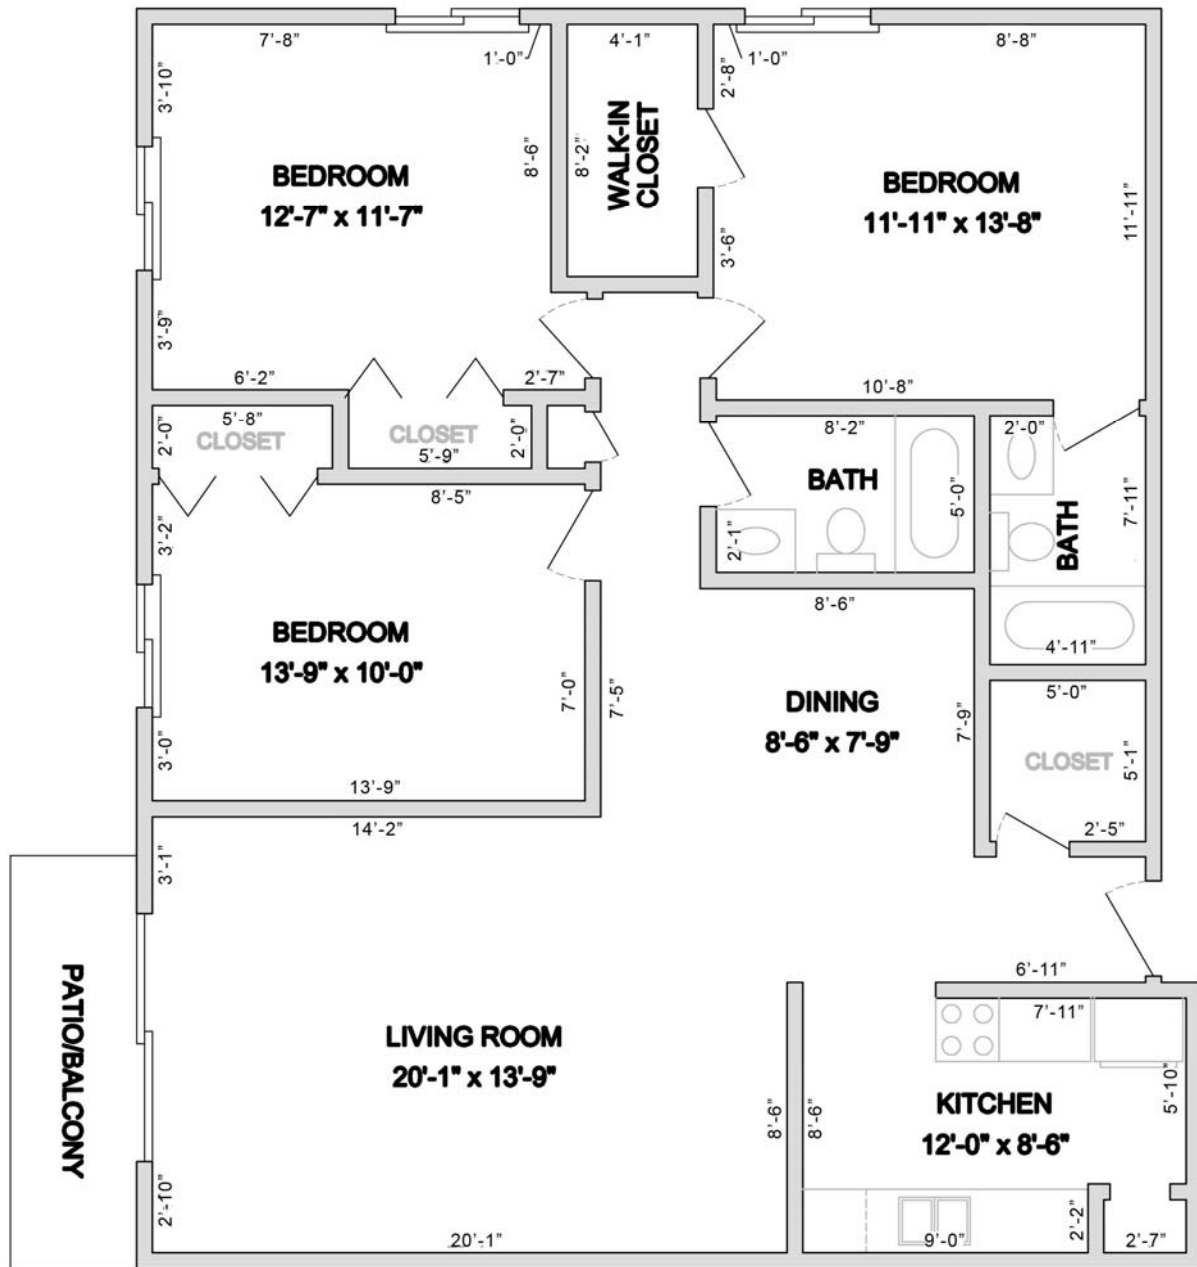 7'-8"
1'-0"
4'-1"
1'-0"
8'-8"
3'-10"
2'-8"
BEDROOM
12'-7" x 11'-7"
8'-6"
8'-2"
WALK-IN
CLOSET
BEDROOM
11'-11" x 13'-8"
11'-11"
3'-6"
3'-9"
6'-2"
2'-7"
10'-8"
2'-0"
5'-8"
CLOSET
CLOSET
5'-9"
2'-0"
8'-2"
2'-0"
BATH
5'-0"
2'-1"
7'-11"
BATH
8'-5"
3'-2"
8'-6"
4'-11"
BEDROOM
13'-9" x 10'-0"
7'-0"
7'-5"
3'-0"
13'-9"
DINING
8'-6" x 7'-9"
7'-9"
5'-0"
CLOSET
5'-1"
2'-5"
14'-2"
3'-1"
PATIO/BALCONY
6'-11"
7'-11"
LIVING ROOM
20'-1" x 13'-9"
8'-6"
8'-6"
KITCHEN
12'-0" x 8'-6"
5'-10"
2'-10"
20'-1"
9'-0"
2'-2"
2'-7"